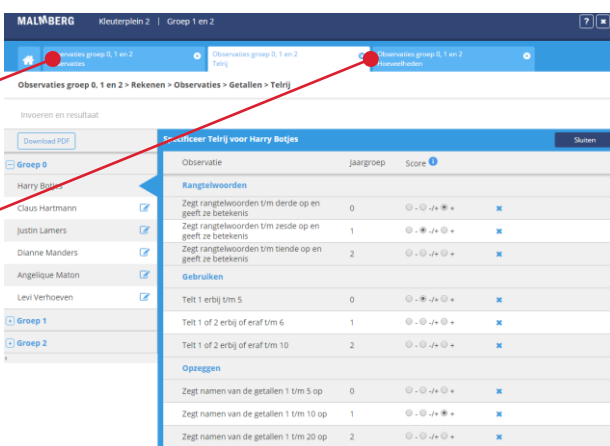 MALMBERG Kleuterplein 2 | Groep 1 en 2 ? ×
Observaties groep 0, 1 en 2
Observaties
Observaties groep 0, 1 en 2
Telrij
Observaties groep 0, 1 en 2
Hoeveelheden
Observaties groep 0, 1 en 2 > Rekenen > Observaties > Getallen > Telrij
Invoeren en resultaat
Download PDF
Groep 0
Harry Botjes
Claus Hartmann
Justin Lamers
Dianne Manders
Angelique Maton
Levi Verhoeven
Groep 1
Groep 2
Specificeer Telrij voor Harry Botjes Sluiten
Observatie Jaargroep Score
Rangtelwoorden
Zegt rangtelwoorden t/m derde op en
geeft ze betekenis 0 - -/+ +
Zegt rangtelwoorden t/m zesde op en
geeft ze betekenis 1 - -/+ +
Zegt rangtelwoorden t/m tiende op en
geeft ze betekenis 2 - -/+ +
Gebruiken
Telt 1 erbij t/m 5 0 - -/+ +
Telt 1 of 2 erbij of eraf t/m 6 1 - -/+ +
Telt 1 of 2 erbij of eraf t/m 10 2 - -/+ +
Opzeggen
Zegt namen van de getallen 1 t/m 5 op 0 - -/+ +
Zegt namen van de getallen 1 t/m 10 op 1 - -/+ +
Zegt namen van de getallen 1 t/m 20 op 2 - -/+ +